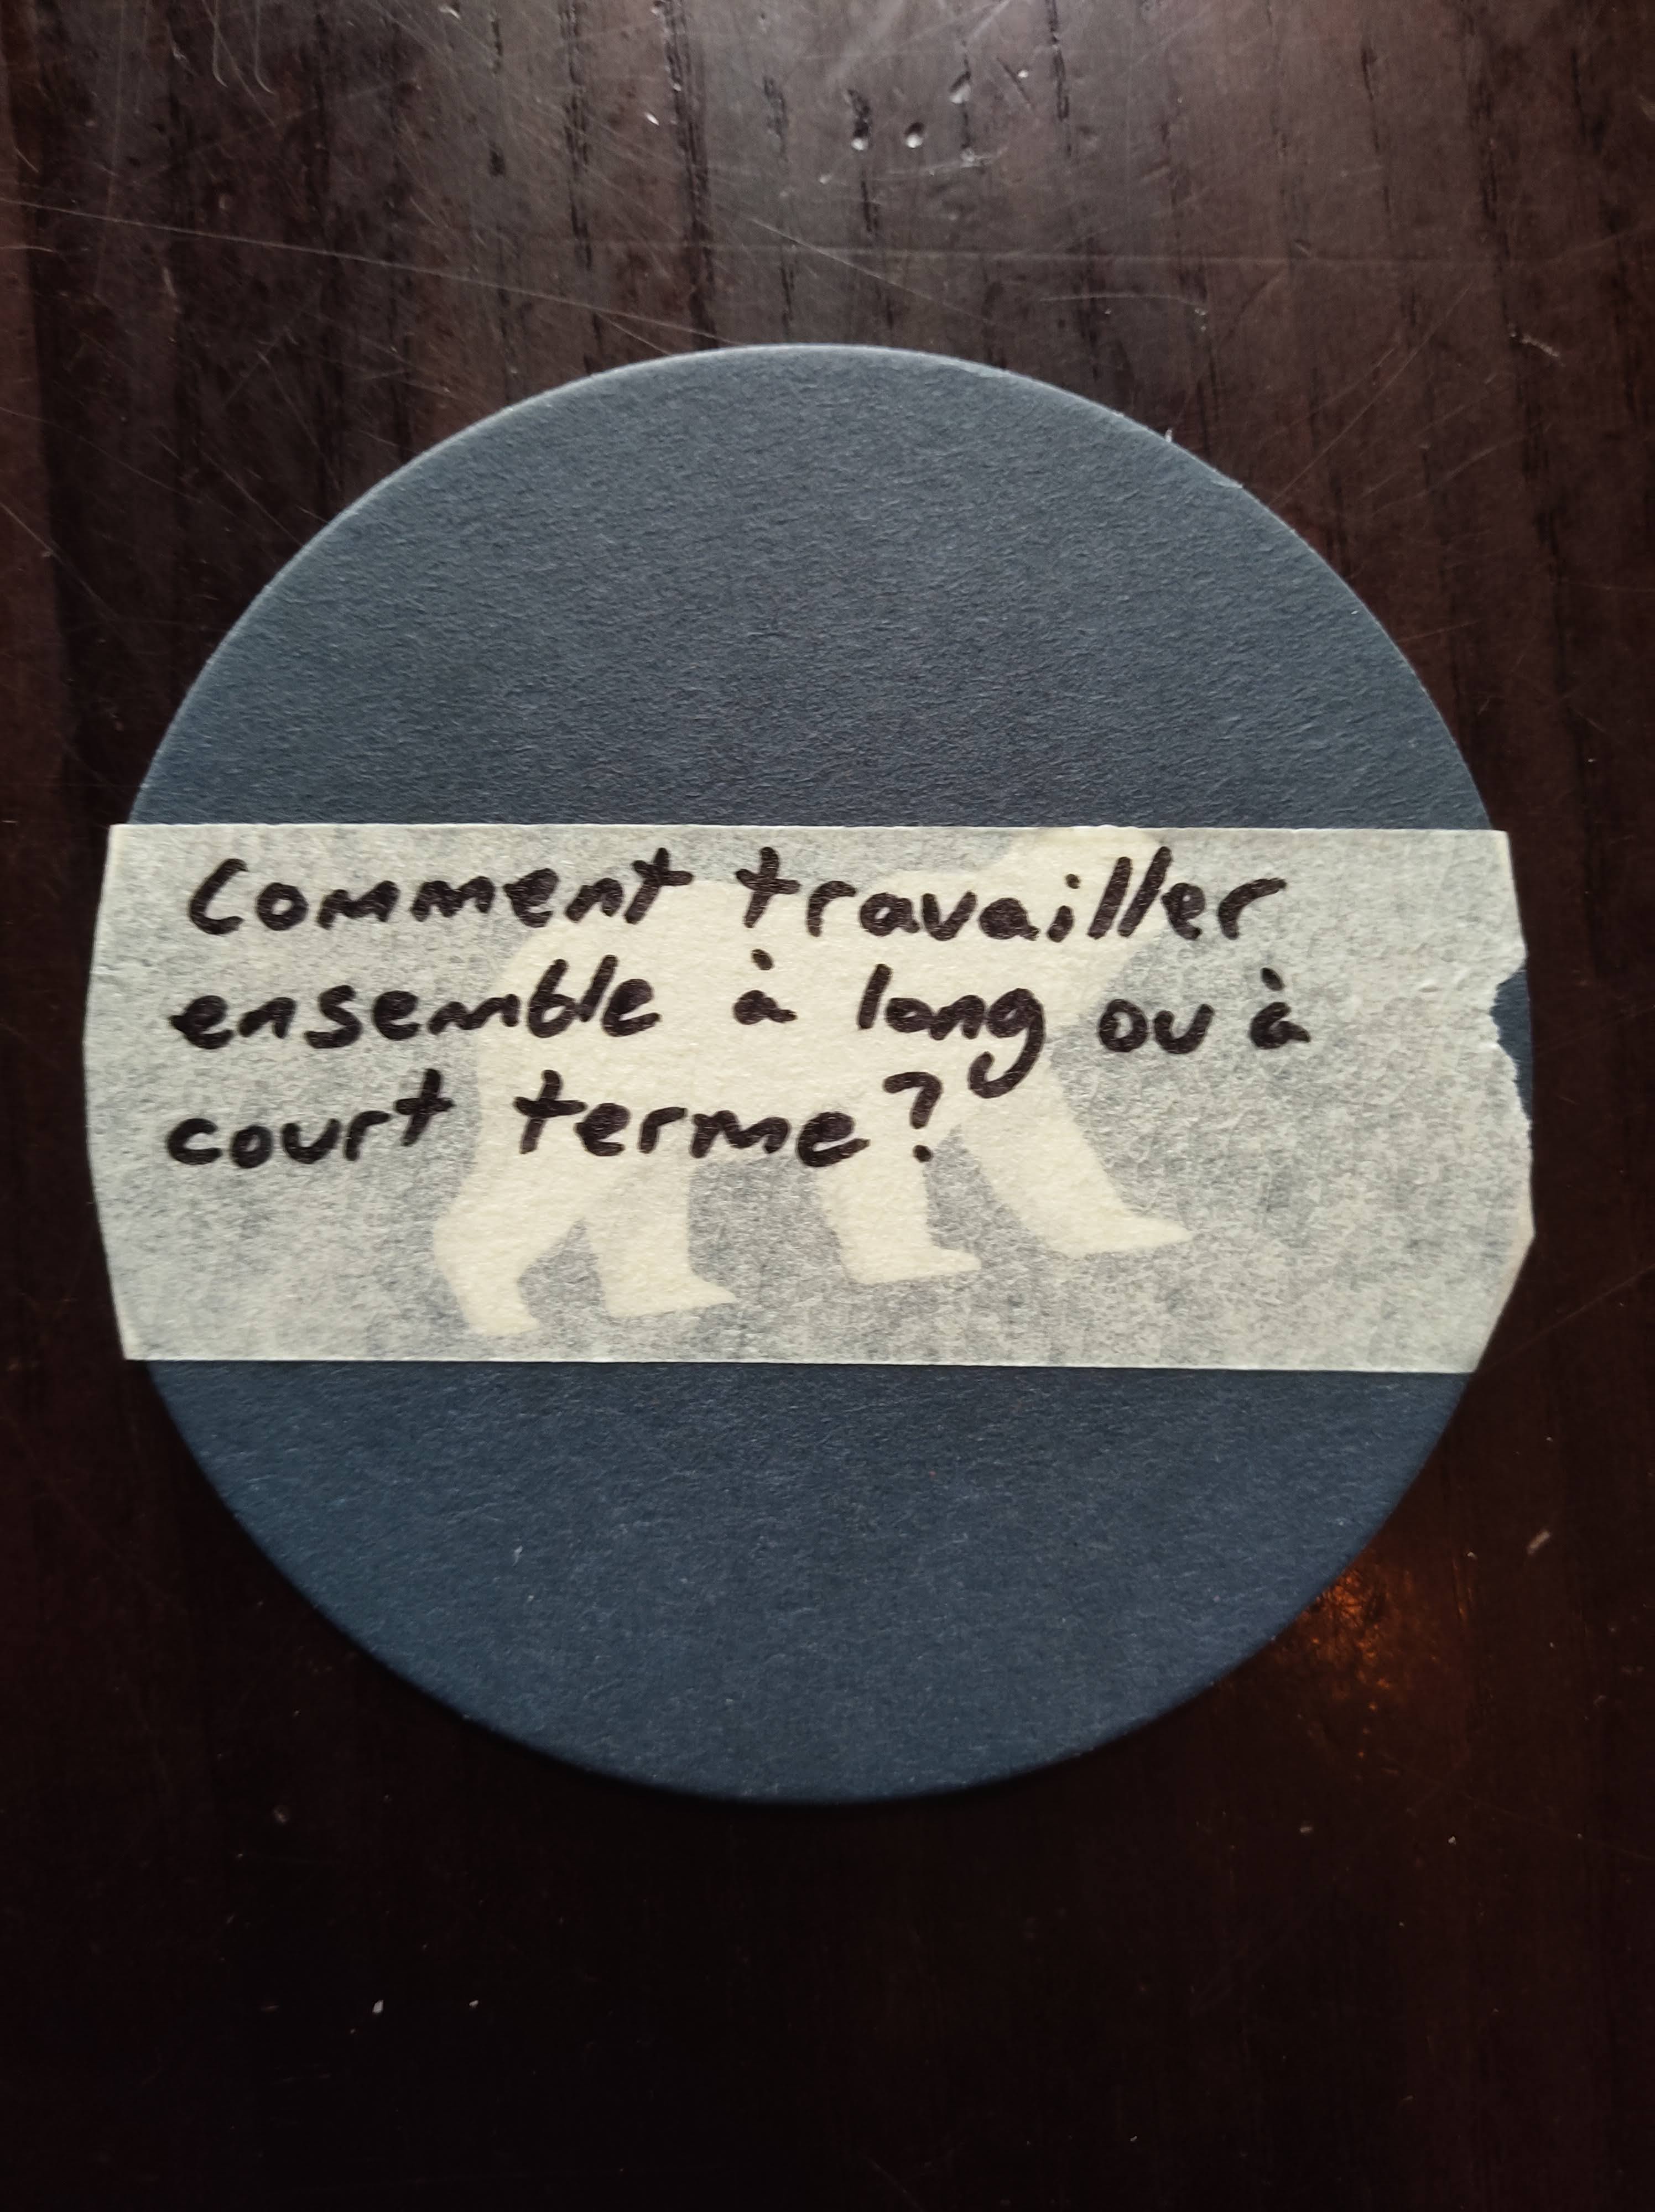 Comment travailler
ensemble à long ou à
court terme?